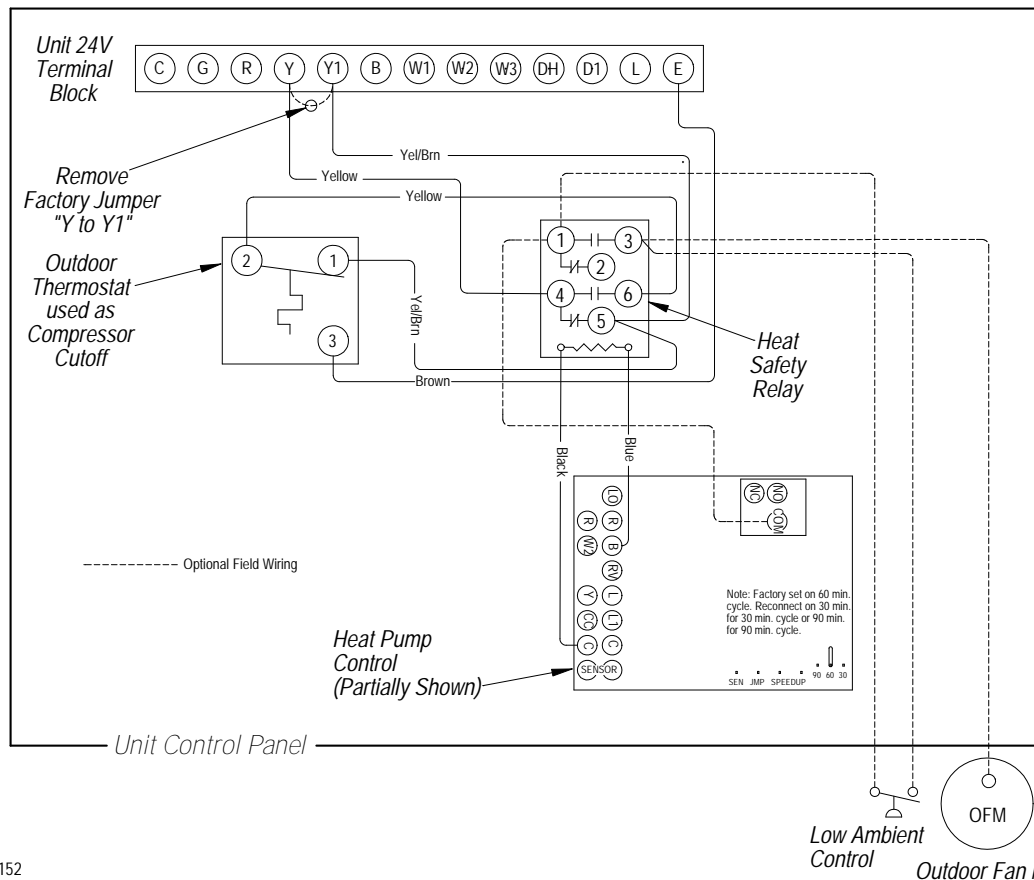 Unit 24V
Terminal
Block
C G R Y Y1 B W1 W2 W3 DH D1 L E
Remove
Factory Jumper
"Y to Y1"
Yel/Brn
Yellow
Yellow
Outdoor
Thermostat
used as
Compressor
Cutoff
2 1
3
Yel/Brn
Brown
1 3
2
4 6
5
Heat
Safety
Relay
Black
Blue
LO
R R
W2 B
RV
Y L
CC L1
C C
SENSOR
NC NO
COM
Note: Factory set on 60 min.
cycle. Reconnect on 30 min.
for 30 min. cycle or 90 min.
for 90 min. cycle.
SEN JMP SPEEDUP 90 60 30
Optional Field Wiring
Heat Pump
Control
(Partially Shown)
Unit Control Panel
OFM
Low Ambient
Control
Outdoor Fan
152